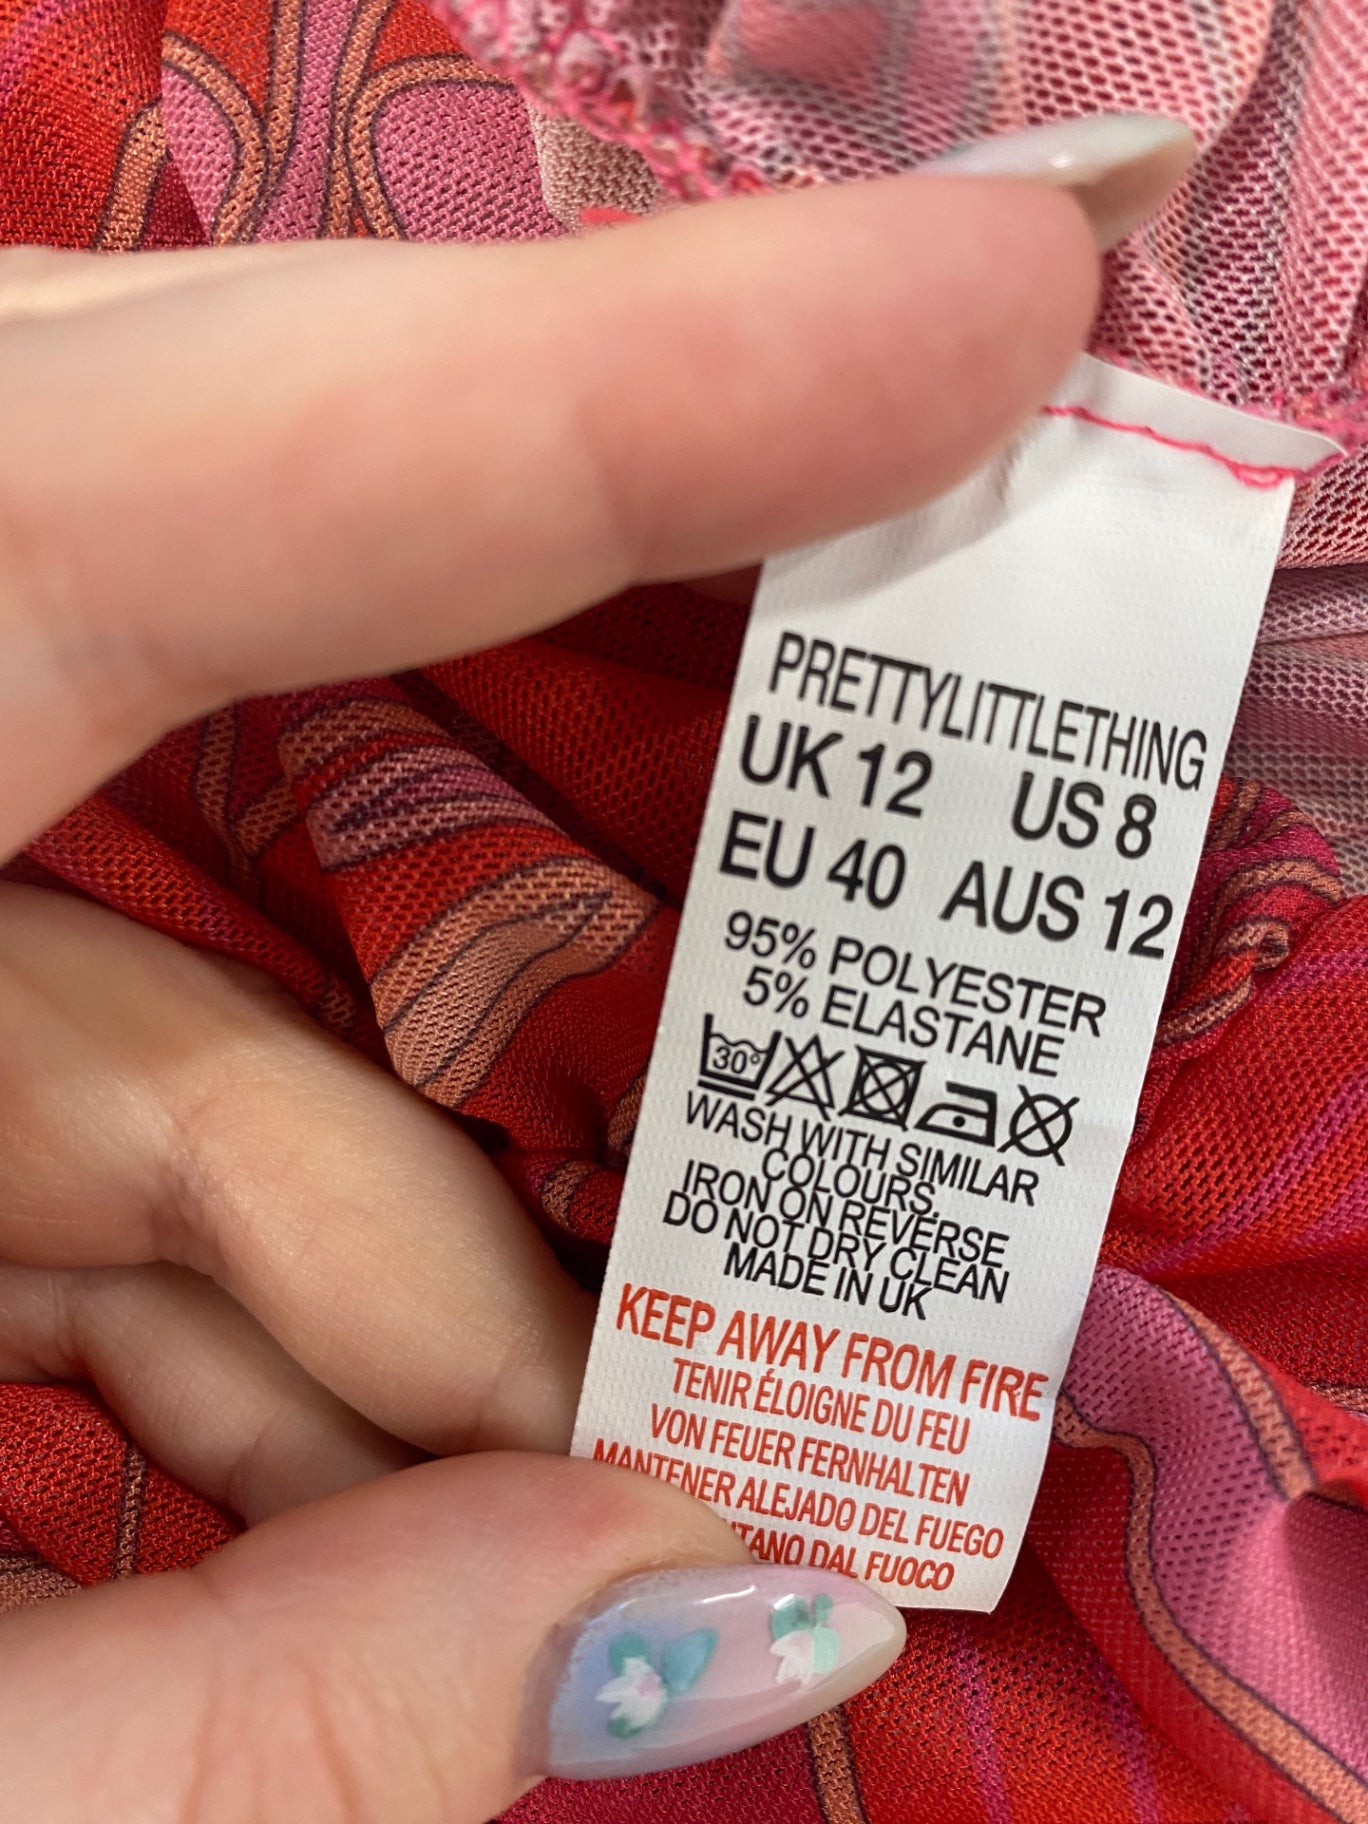 PRETTYLITTLETHING
UK 12 US 8
EU 40 AUS 12
95% POLYESTER
5% ELASTANE
30°
WASH WITH SIMILAR
COLOURS.
IRON ON REVERSE
DO NOT DRY CLEAN
MADE IN UK
KEEP AWAY FROM FIRE
TENIR ÉLOIGNE DU FEU
VON FEUER FERNHALTEN
MANTENER ALEJADO DEL FUEGO
DAL FUOCO